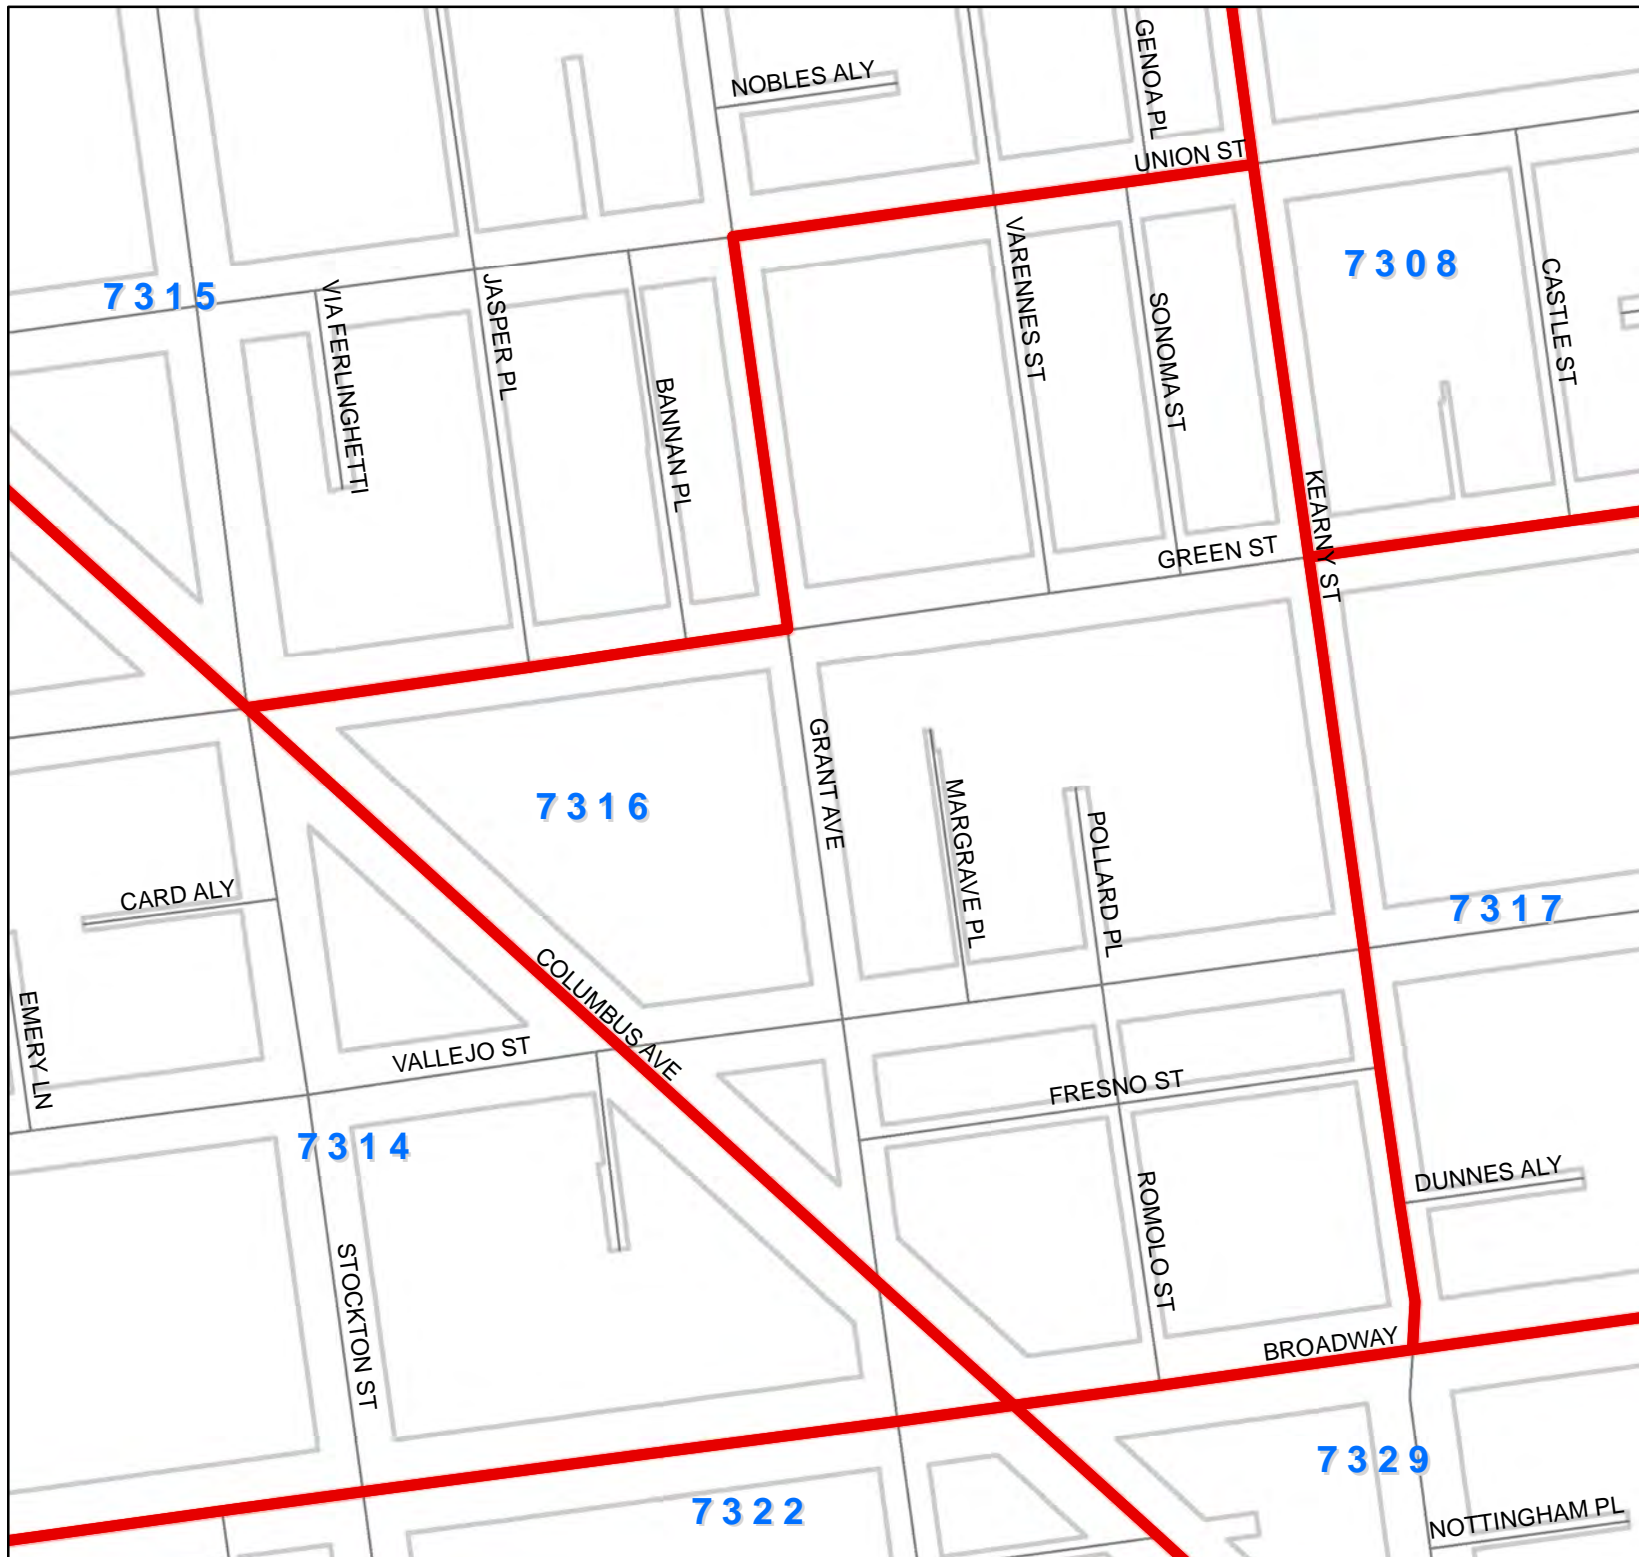 GENOA PL
NOBLES ALY
UNION ST
7308
7315
VIA FERLINGHETTI
JASPER PL
BANNAN PL
VARENNES ST
SONOMA ST
CASTLE ST
KEARNY ST
GREEN ST
GRANT AVE
7316
MARGRAVE PL
POLLARD PL
CARD ALY
7317
COLUMBUS AVE
EMERY LN
VALLEJO ST
FRESNO ST
7314
DUNNES ALY
ROMOLO ST
STOCKTON ST
BROADWAY
7329
7322
NOTTINGHAM PL